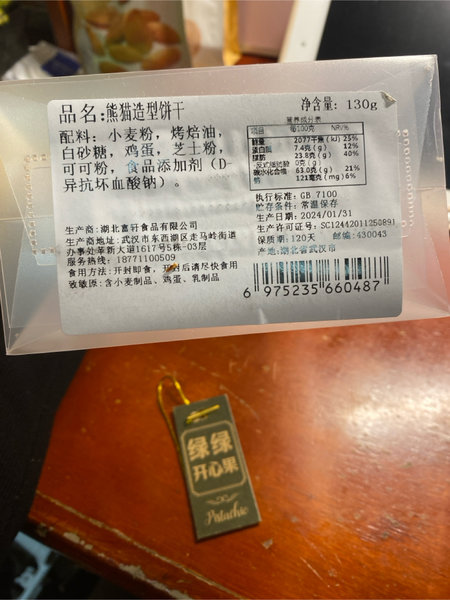 品名:熊猫造型饼干
净含量: 130g
配料: 小麦粉, 烤焙油,
白砂糖, 鸡蛋, 芝士粉,
可可粉, 食品添加剂 (D-
异抗坏血酸钠) 。
营养成分表
项目 每100克 NRV%
能量 2077千焦(kJ) 25%
蛋白质 7.4克(g) 12%
脂肪 23.8克(g) 40%
-反式脂肪酸 0克(g)
碳水化合物 63.0克(g) 21%
钠 121毫克(mg) 6%
执行标准: GB 7100
贮存条件: 常温保存
生产日期: 2024/01/31
生产许可证号: SC12442011250891
保质期: 120天 邮编: 430043
产地: 湖北省武汉市
生产商: 湖北富轩食品有限公司
生产商地址: 武汉市东西湖区走马岭街道
办事处革新大道1617号5栋-03层
服务热线: 18771100509
食用方法: 开封即食, 开封后请尽快食用
致敏原: 含小麦制品、鸡蛋、乳制品
6 975235 660487
绿绿
开心果
Pistachio